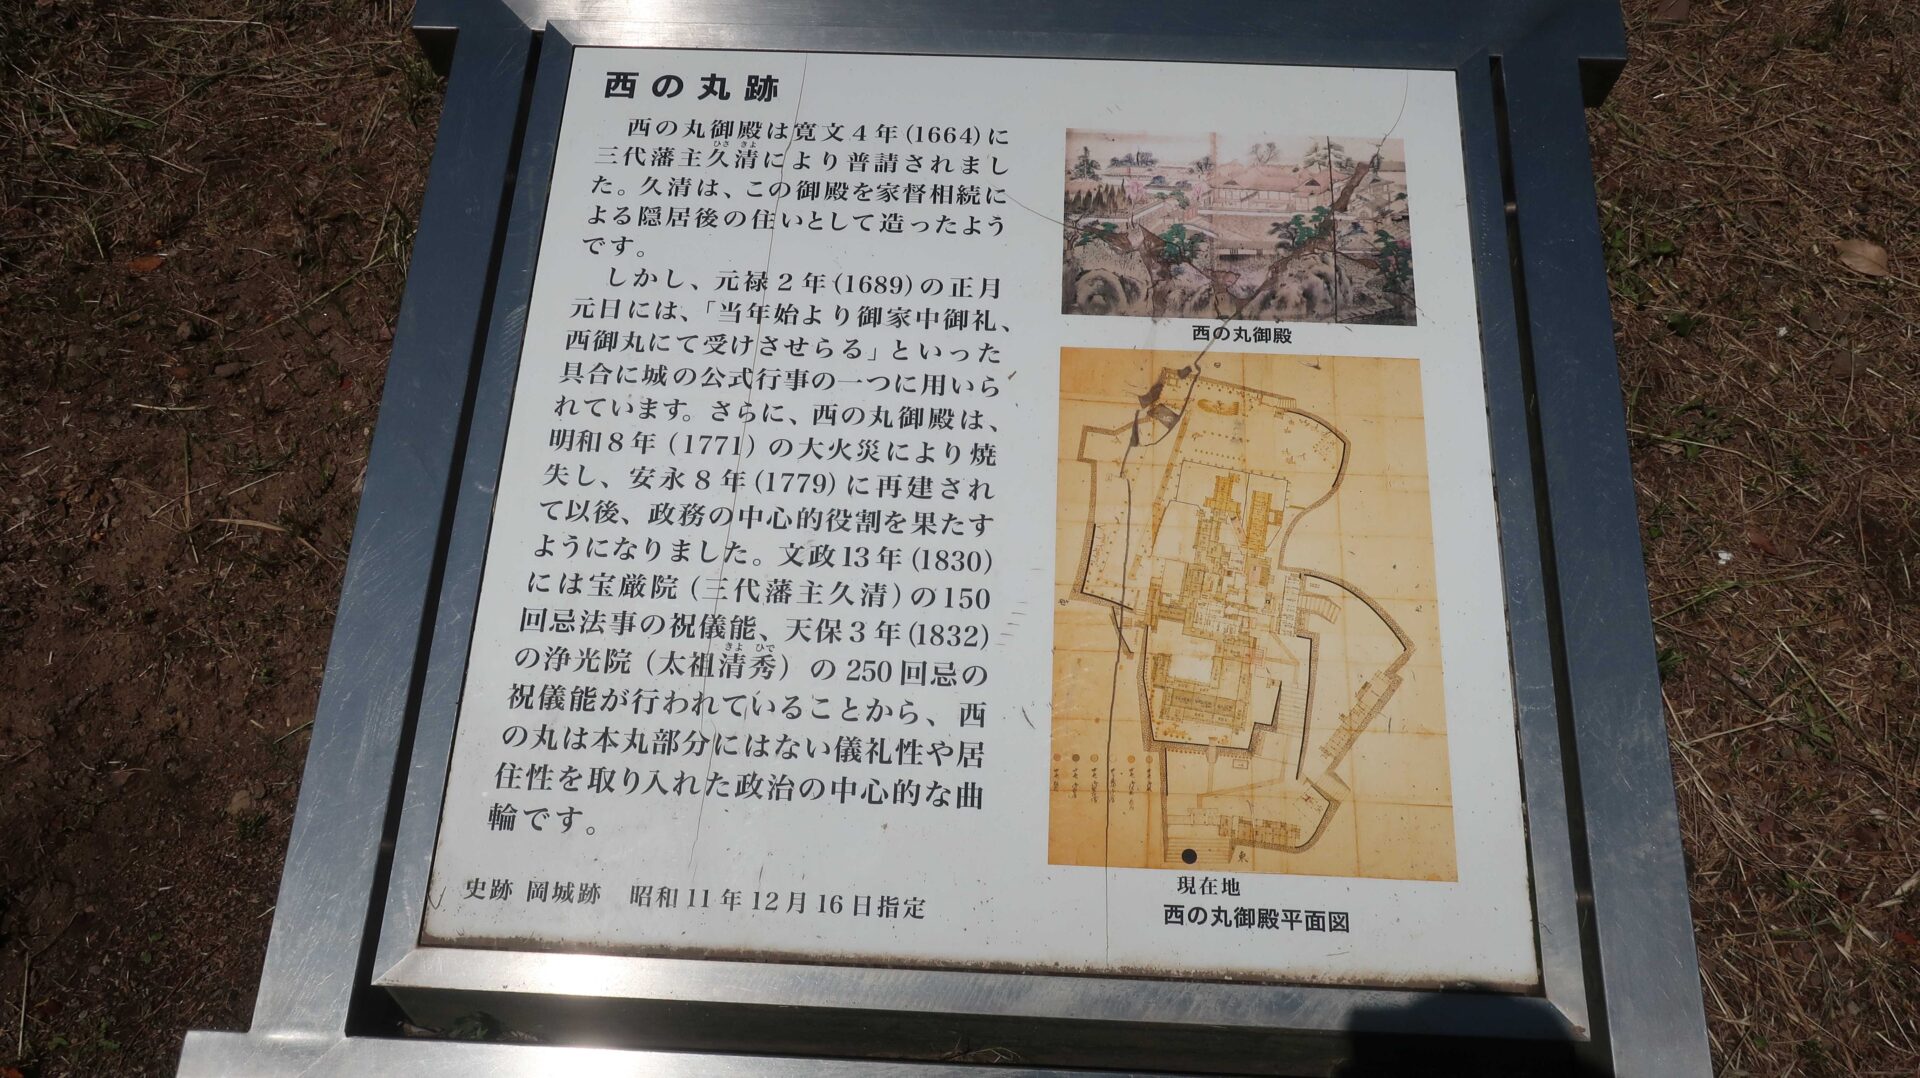 西の丸跡
西の丸御殿は寛文4年(1664)に
三代藩主久清により普請されまし
ひさ きよ
た。久清は、この御殿を家督相続に
よる隠居後の住いとして造ったよう
です。
しかし、元禄2年(1689)の正月
元日には、「当年始より御家中御礼、
西御丸にて受けさせらる」といった
具合に城の公式行事の一つに用いら
れています。さらに、西の丸御殿は、
明和8年(1771)の大火災により焼
失し、安永8年(1779)に再建され
て以後、政務の中心的役割を果たす
ようになりました。文政13年(1830)
には宝厳院(三代藩主久清)の150
回忌法事の祝儀能、天保3年(1832)
の浄光院(太祖清秀)の250回忌の
きよ ひで
祝儀能が行われていることから、西
の丸は本丸部分にはない儀礼性や居
住性を取り入れた政治の中心的な曲
輪です。
史跡 岡城跡 昭和11年12月16日指定
西の丸御殿
東
現在地
西の丸御殿平面図